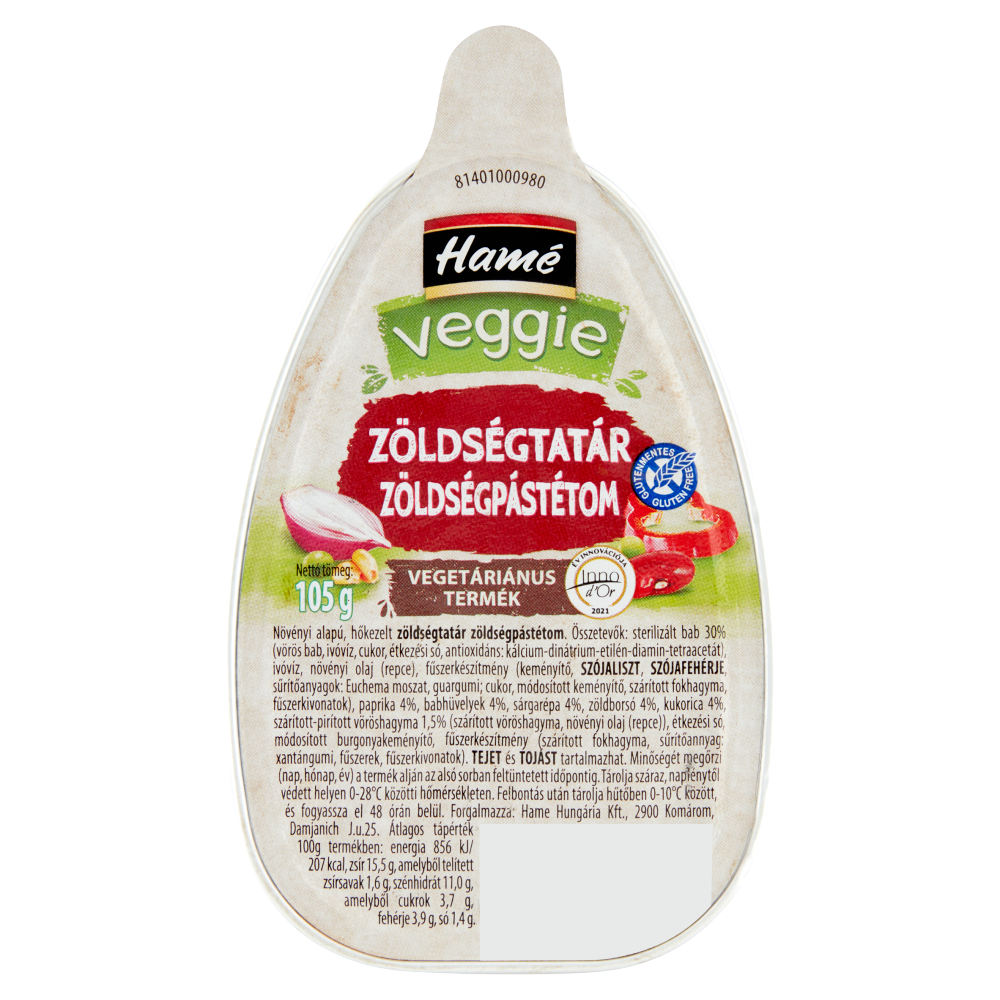 81401000980
Hamé
veggie
ZÖLDSÉGTATÁR
ZÖLDSÉGPÁSTÉTOM
GLUTÉNMENTES
GLUTEN FREE
Nettó tömeg:
105 g
VEGETÁRIÁNUS
TERMÉK
ÉV INNOVÁCIÓJA
Inno
d'Or
2021
Növényi alapú, hőkezelt zöldségtatár zöldségpástétom. Összetevők: sterilizált bab 30%
(vörös bab, ivóvíz, cukor, étkezési só, antioxidáns: kálcium-dinátrium-etilén-diamin-tetraacetát),
ivóvíz, növényi olaj (repce), fűszerkészítmény (keményítő, SZÓJALISZT, SZÓJAFEHÉRJE,
sűrítőanyagok: Euchema moszat, guargumi; cukor, módosított keményítő, szárított fokhagyma,
fűszerkivonatok), paprika 4%, babhüvelyek 4%, sárgarépa 4%, zöldborsó 4%, kukorica 4%,
szárított-pirított vöröshagyma 1,5% (szárított vöröshagyma, növényi olaj (repce)), étkezési só,
módosított burgonyakeményítő, fűszerkészítmény (szárított fokhagyma, sűrítőanyag:
xantángumi, fűszerek, fűszerkivonatok). TEJET és TOJÁST tartalmazhat. Minőségét megőrzi
(nap, hónap, év) a termék alján az alsó sorban feltüntetett időpontig. Tárolja száraz, napfénytől
védett helyen 0-28°C közötti hőmérsékleten. Felbontás után tárolja hűtőben 0-10°C között,
és fogyassza el 48 órán belül. Forgalmazza: Hame Hungária Kft., 2900 Komárom,
Damjanich J.u.25. Átlagos tápérték
100g termékben: energia 856 kJ/
207 kcal, zsír 15,5 g, amelyből telített
zsírsavak 1,6 g, szénhidrát 11,0 g,
amelyből cukrok 3,7 g,
fehérje 3,9 g, só 1,4 g.